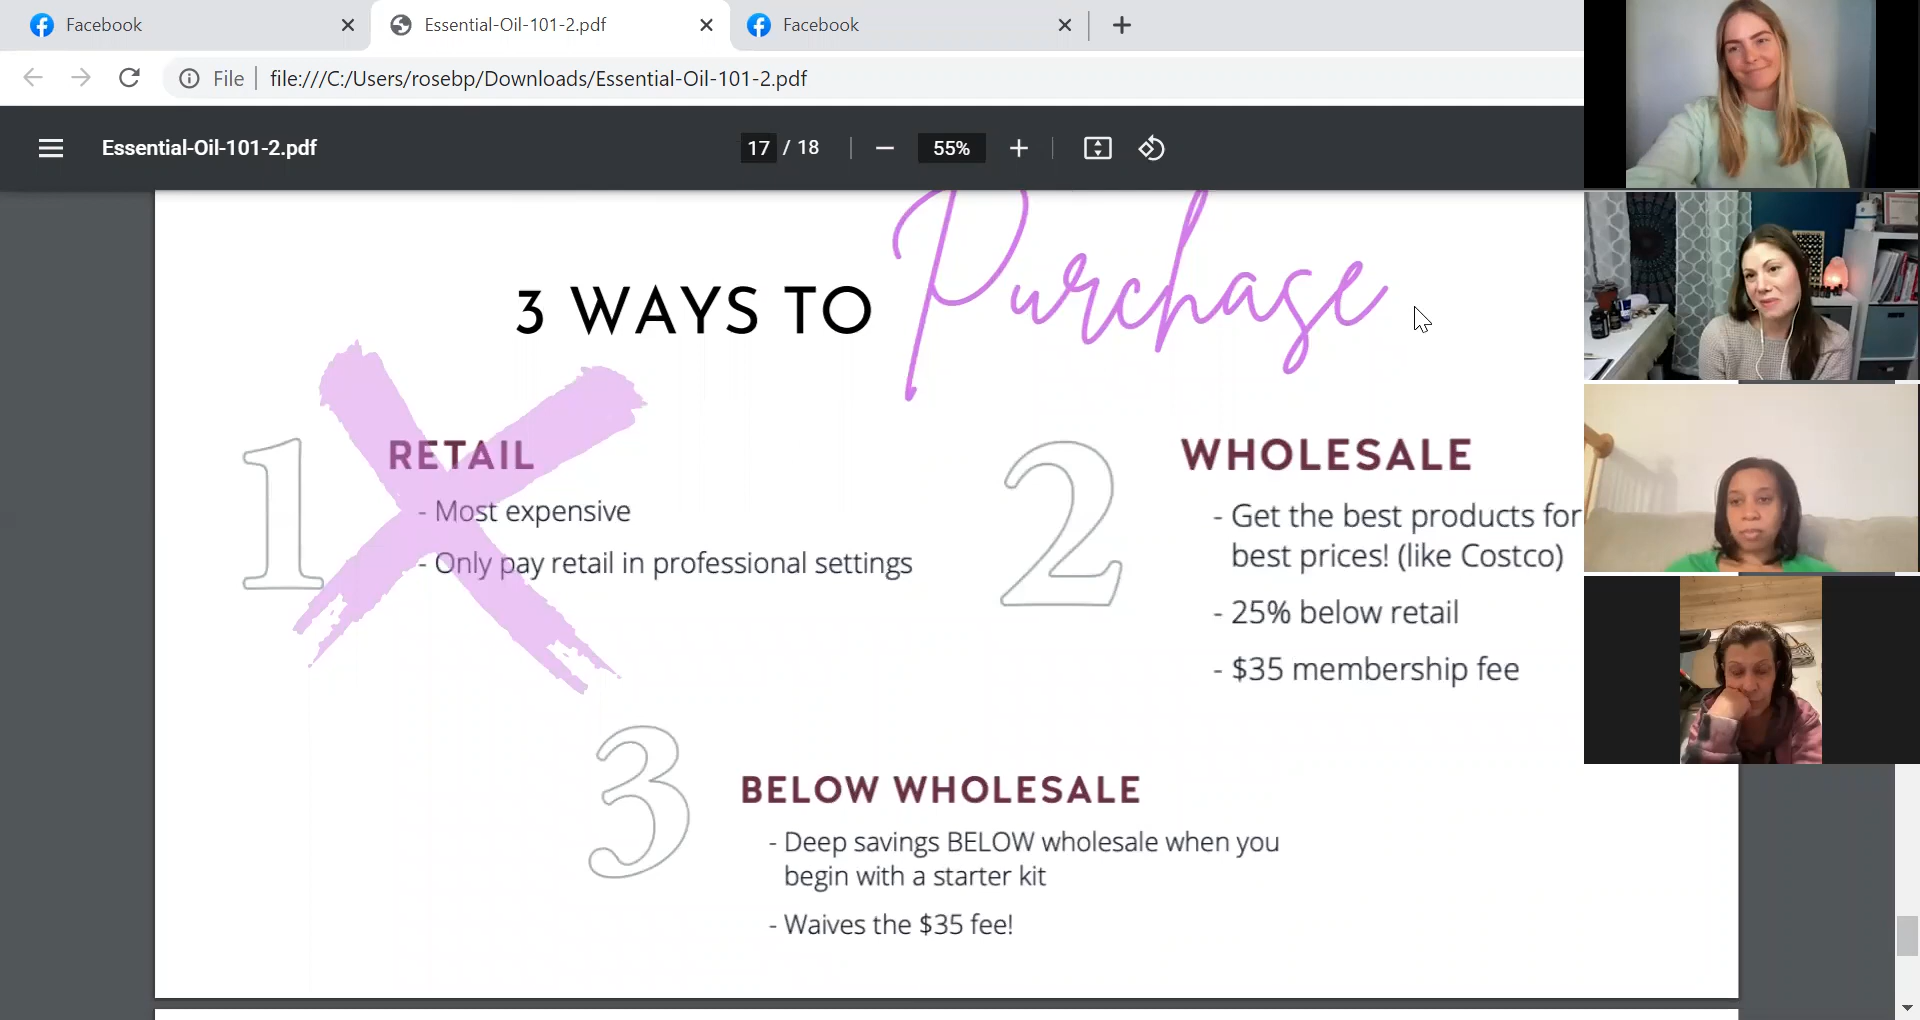 Facebook
Essential-Oil-101-2.pdf
Facebook
File
file:///C:/Users/rosebp/Downloads/Essential-Oil-101-2.pdf
Essential-Oil-101-2.pdf
17 / 18
55%
3 WAYS TO Purchase
1
RETAIL
- Most expensive
- Only pay retail in professional settings
2
WHOLESALE
- Get the best products for
best prices! (like Costco)
- 25% below retail
- $35 membership fee
3
BELOW WHOLESALE
- Deep savings BELOW wholesale when you
begin with a starter kit
- Waives the $35 fee!